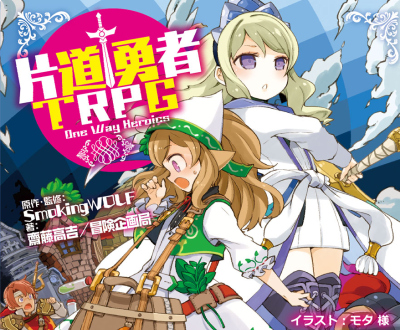 片道勇者
TRPG
One Way Heroics
原作・監修:
SmokingWOLF
著:
齋藤高吉/冒険企画局
イラスト・モタ 様